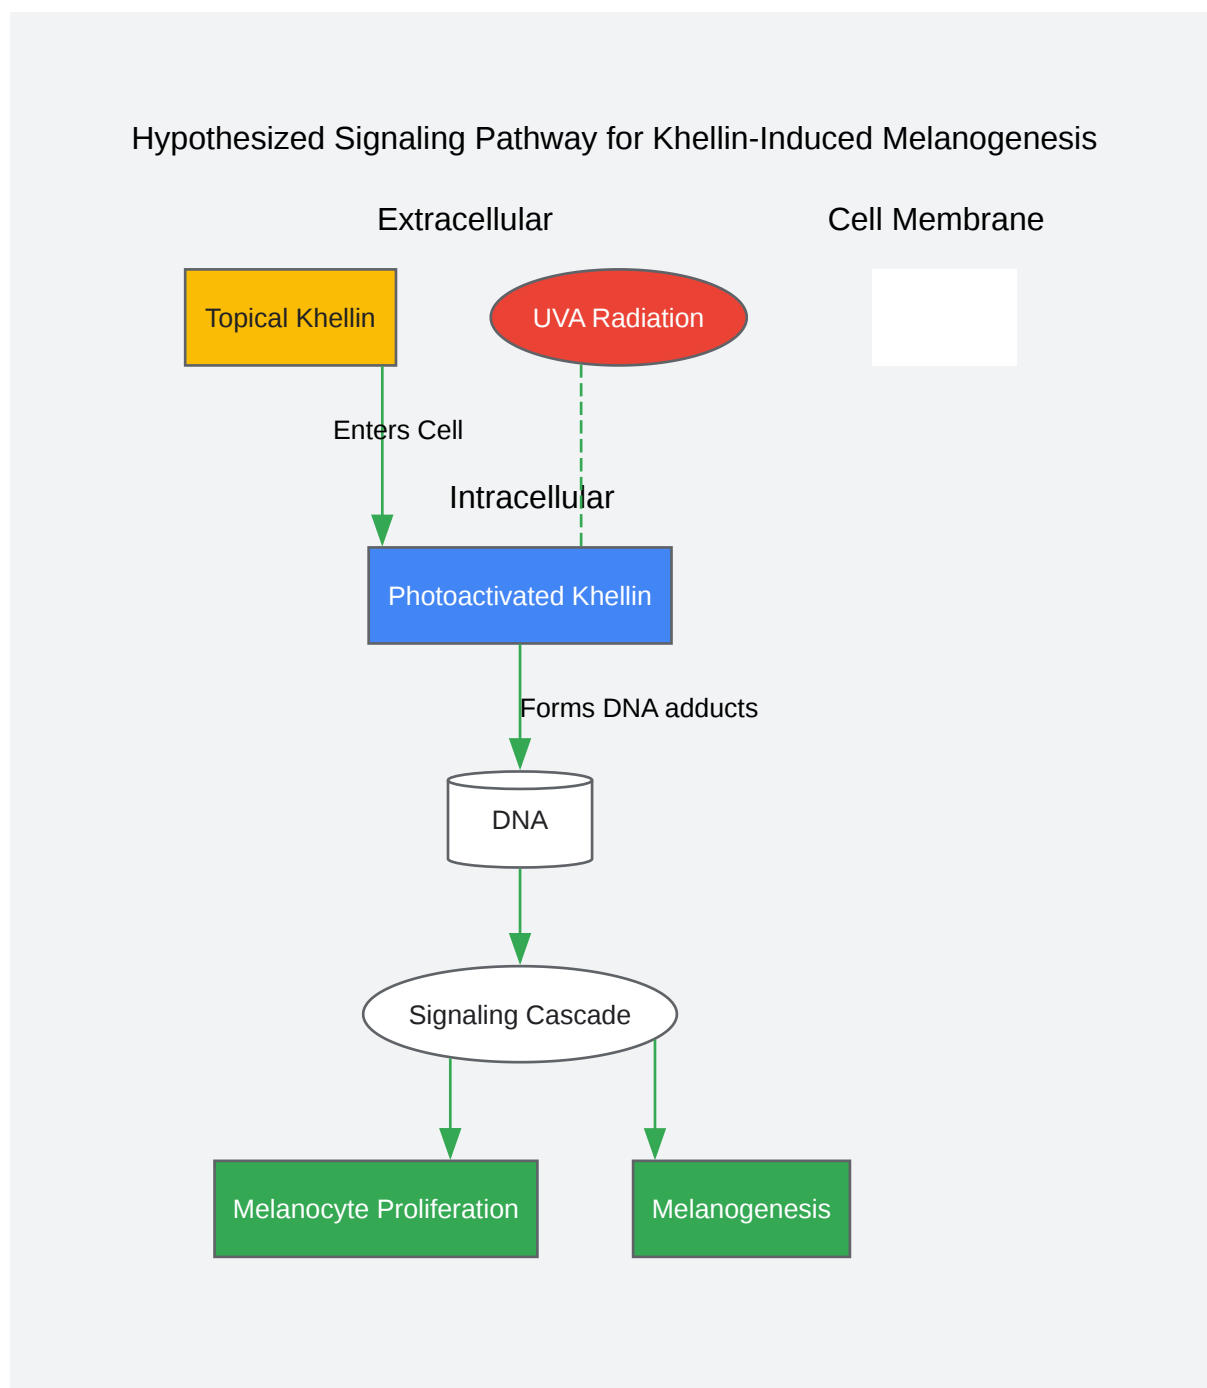 Hypothesized Signaling Pathway for Khellin-Induced Melanogenesis
Extracellular
Cell Membrane
Topical Khellin
UVA Radiation
Enters Cell
Intracellular
Photoactivated Khellin
Forms DNA adducts
DNA
Signaling Cascade
Melanocyte Proliferation
Melanogenesis